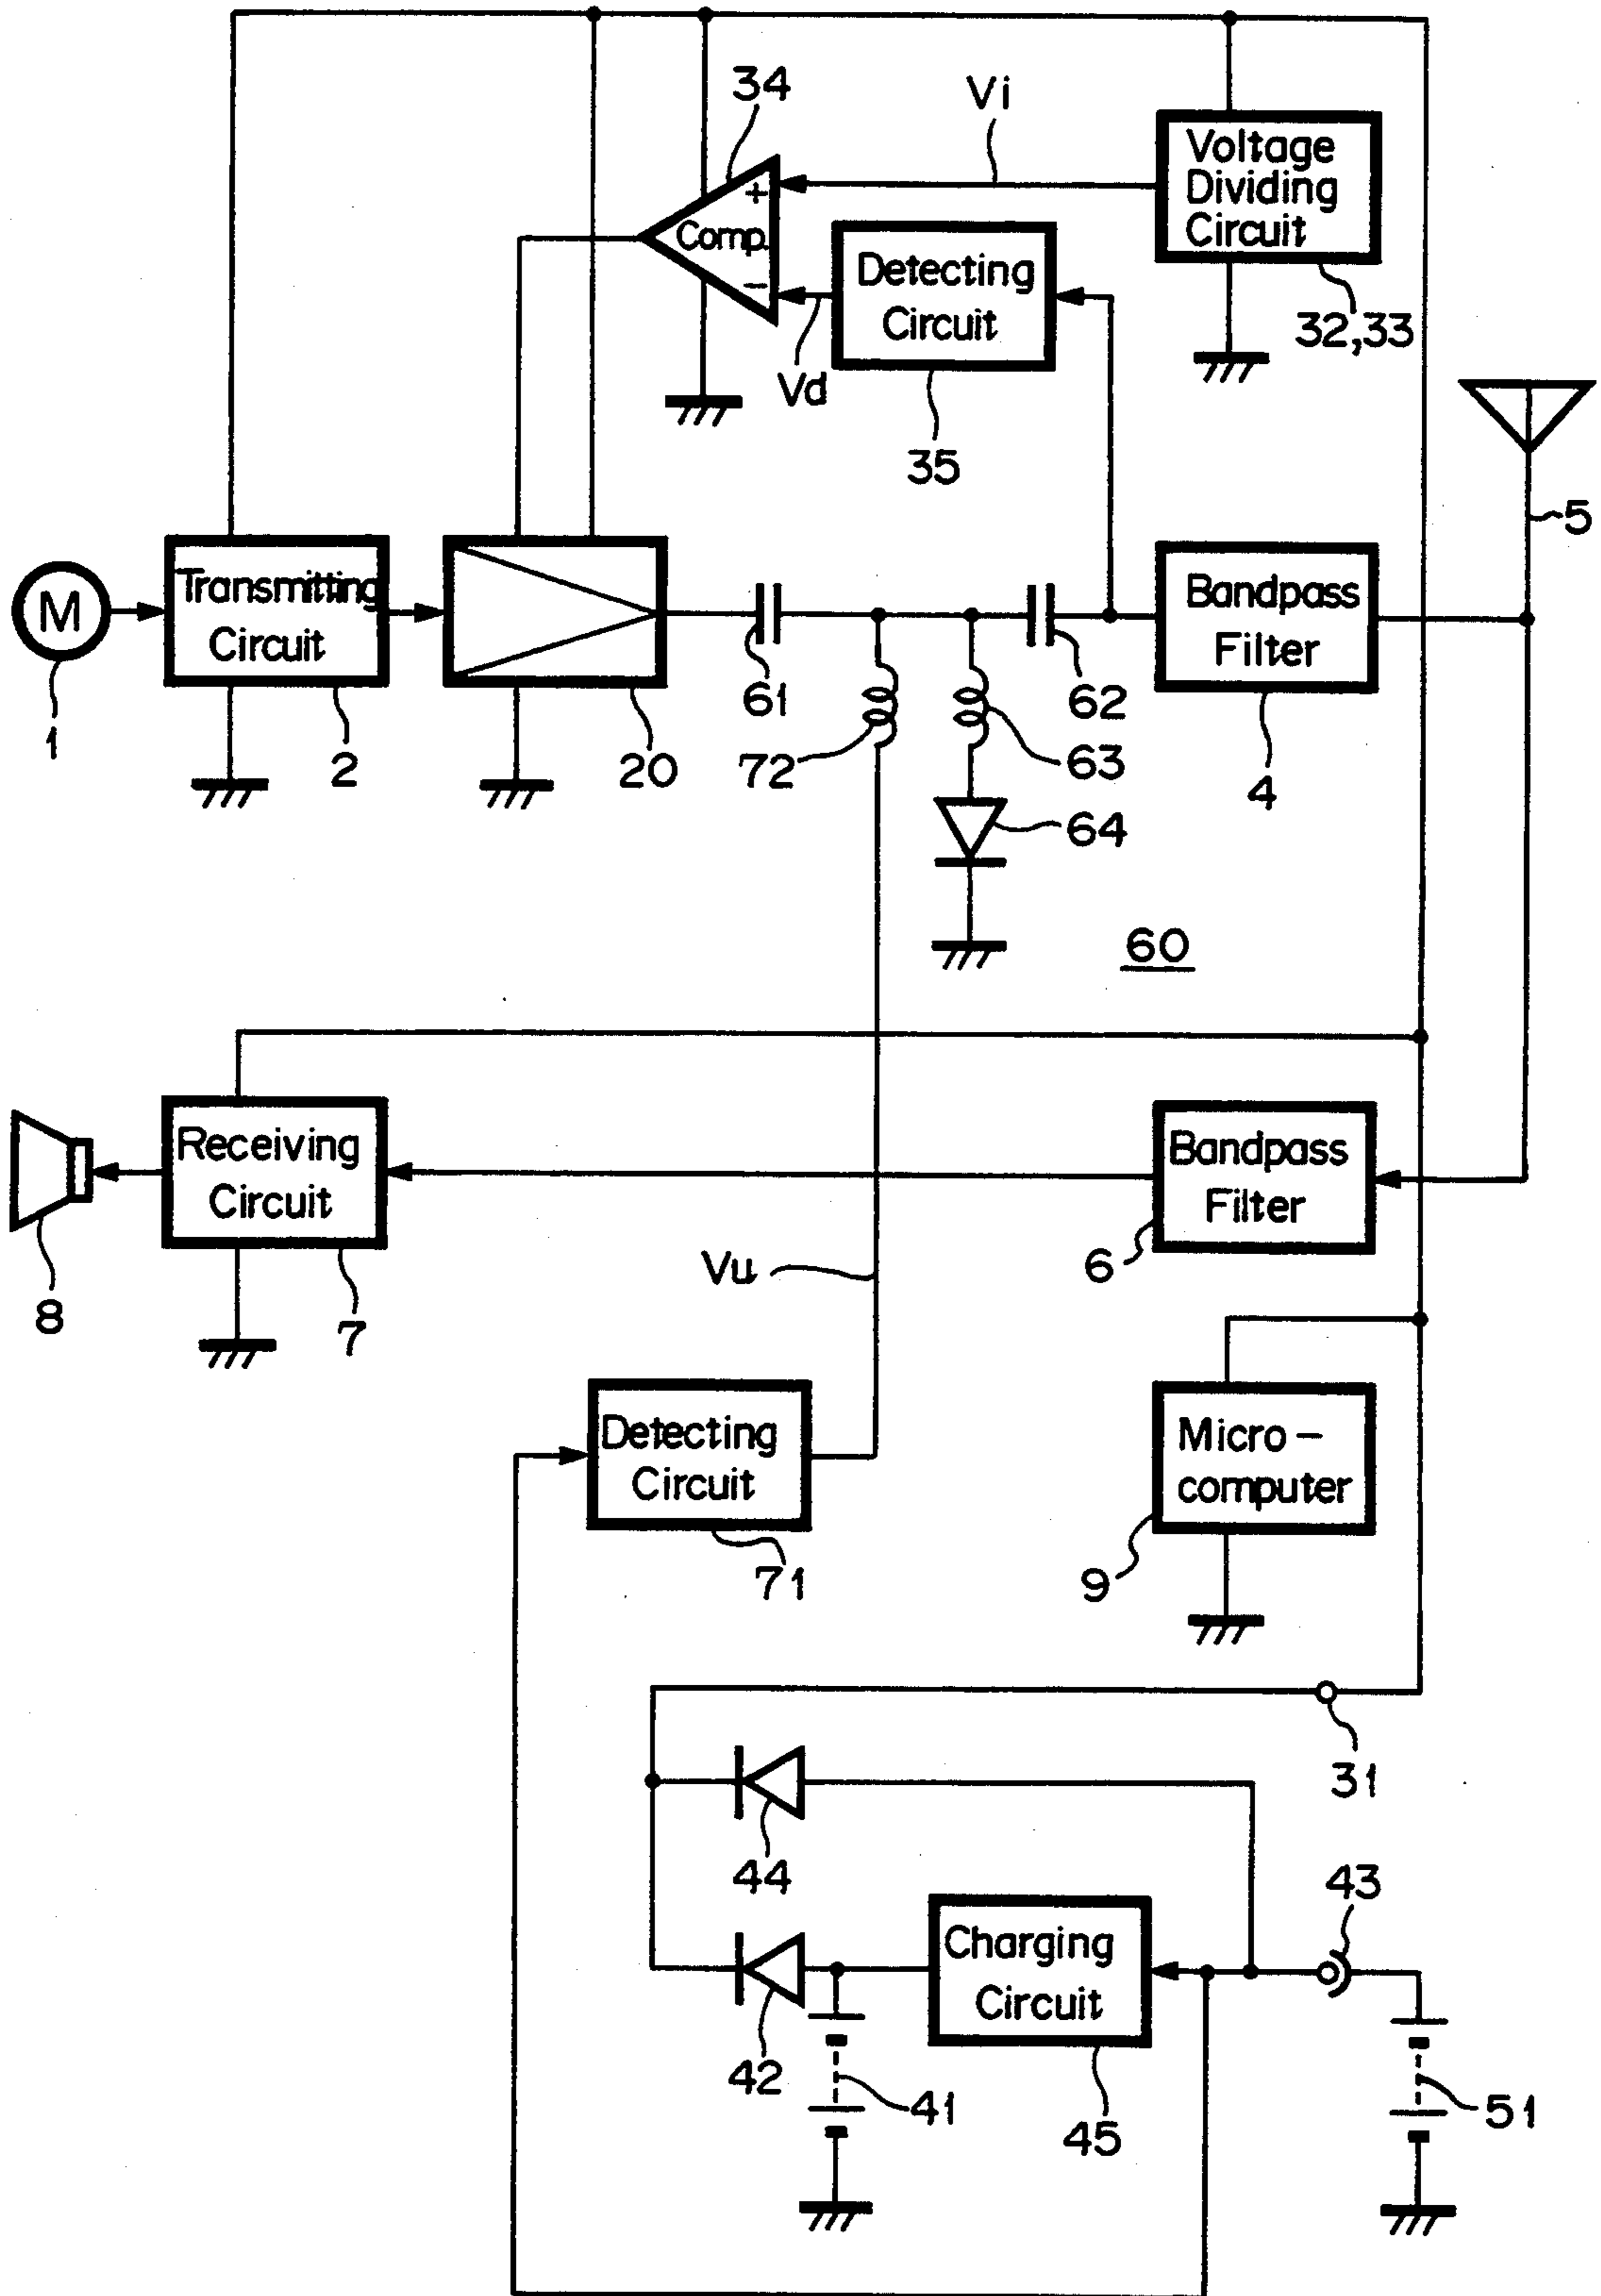 34
Vi
Voltage
Dividing
Circuit
+
Comp.
−
Detecting
Circuit
32,33
Vd
35
5
M
Transmitting
Circuit
Bandpass
Filter
1
2
20
61
72
62
63
64
4
60
Receiving
Circuit
Bandpass
Filter
8
7
Vu
6
Detecting
Circuit
Micro-
computer
71
9
31
44
43
Charging
Circuit
42
41
45
51